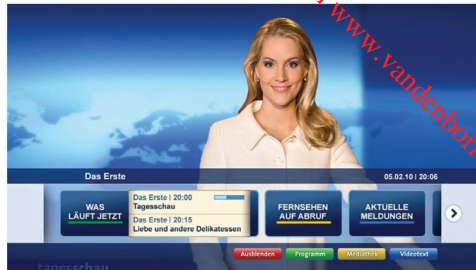 www.vandenborn
Das Erste
05.02.10 | 20:06
WAS
LÄUFT JETZT
Das Erste | 20:00
Tagesschau
Das Erste | 20:15
Liebe und andere Delikatessen
FERNSEHEN
AUF ABRUF
AKTUELLE
MELDUNGEN
Ausblenden
Programm
Mediathek
Videotext
tagesschau